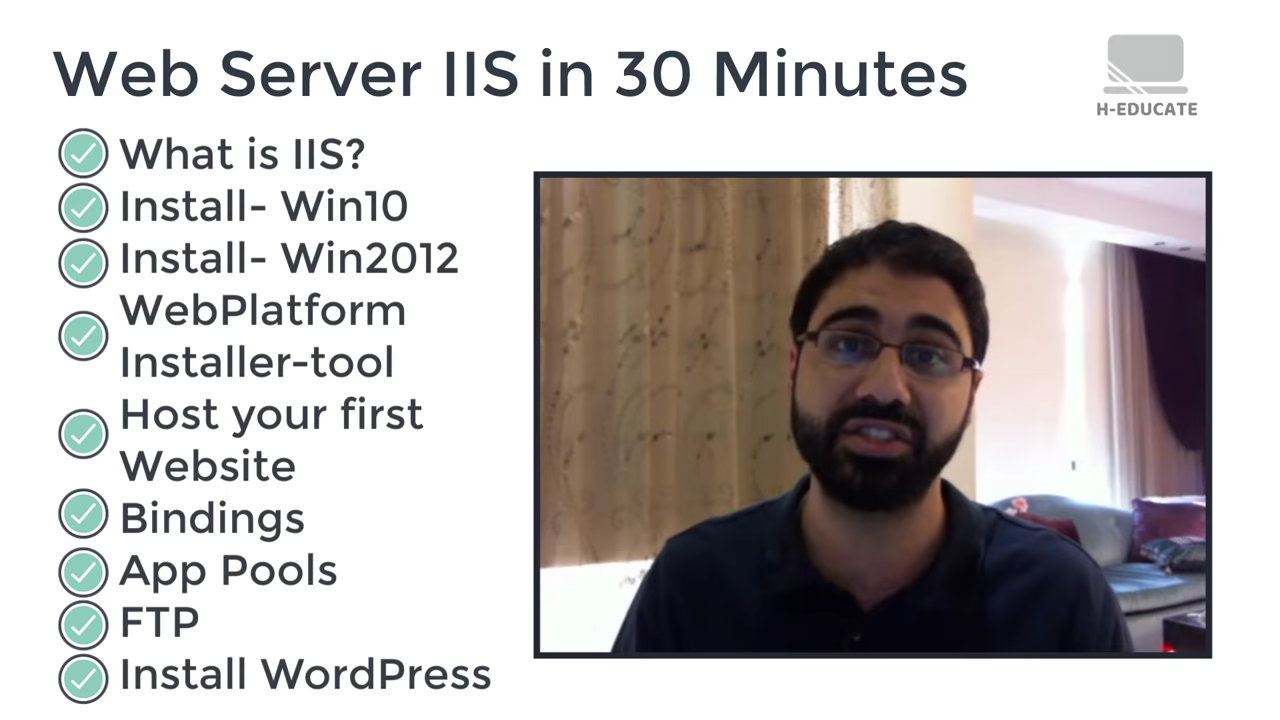 Web Server IIS in 30 Minutes
H-EDUCATE
What is IIS?
Install- Win10
Install- Win2012
WebPlatform
Installer-tool
Host your first
Website
Bindings
App Pools
FTP
Install WordPress